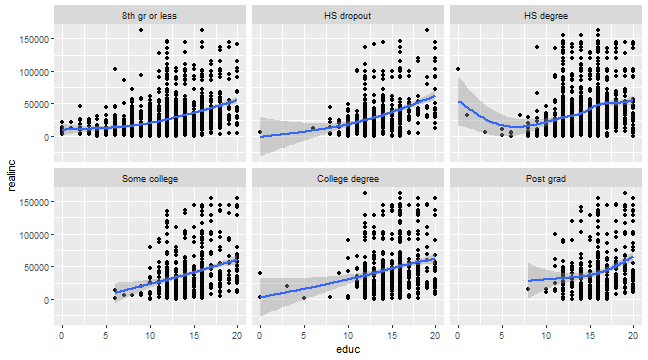 8th gr or less HS dropout HS degree
150000
100000
50000
0
Some college College degree Post grad
150000
100000
50000
0
0 5 10 15 20 0 5 10 15 20 0 5 10 15 20
educ
realinc